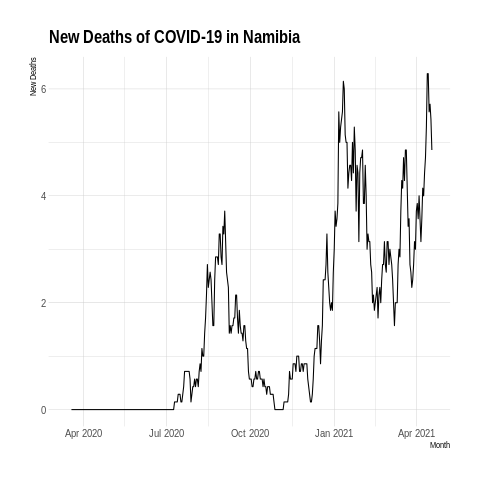 New Deaths of COVID-19 in Namibia
New Deaths
6
4
2
0
Apr 2020 Jul 2020 Oct 2020 Jan 2021 Apr 2021
Month